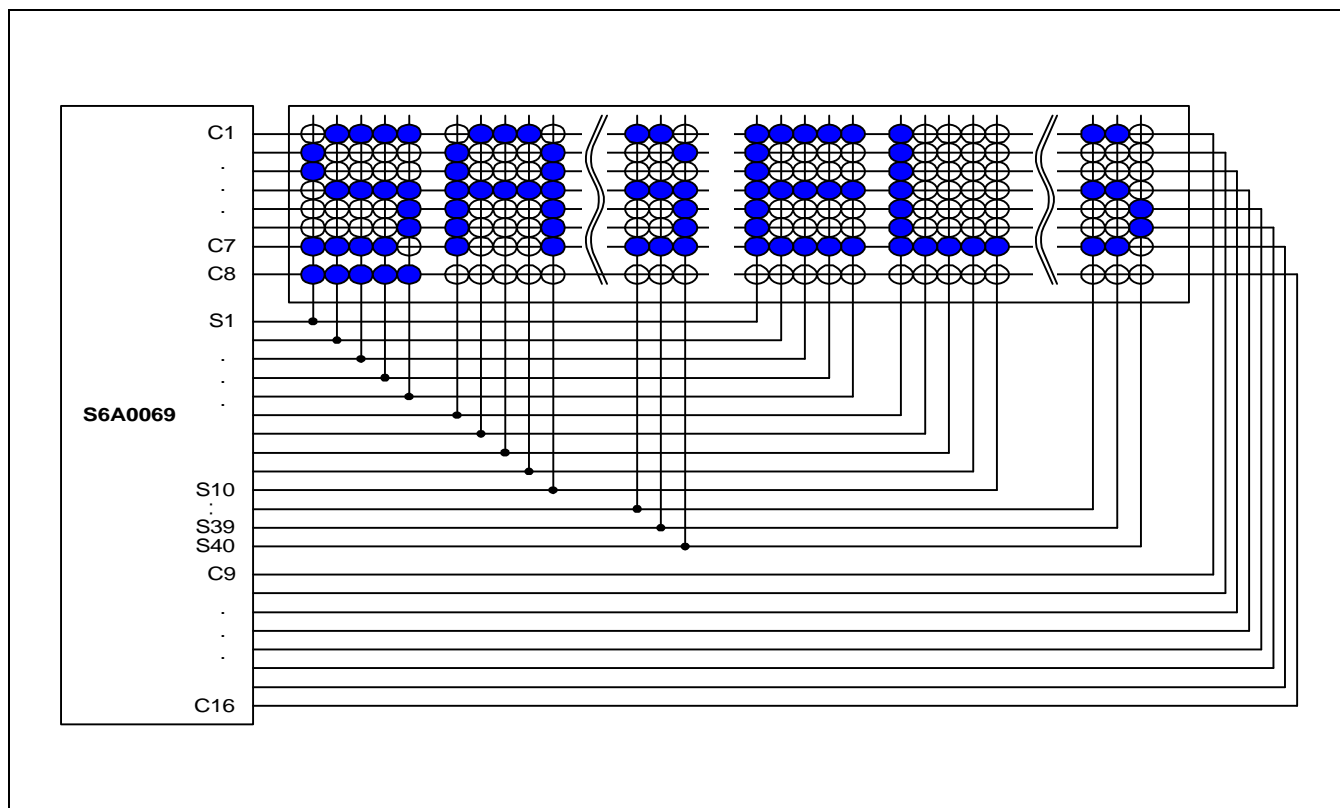 C1
S A E L
.
.
.
C7
C8
S1
.
.
.
S6A0069
S10
:
S39
S40
C9
.
.
.
C16